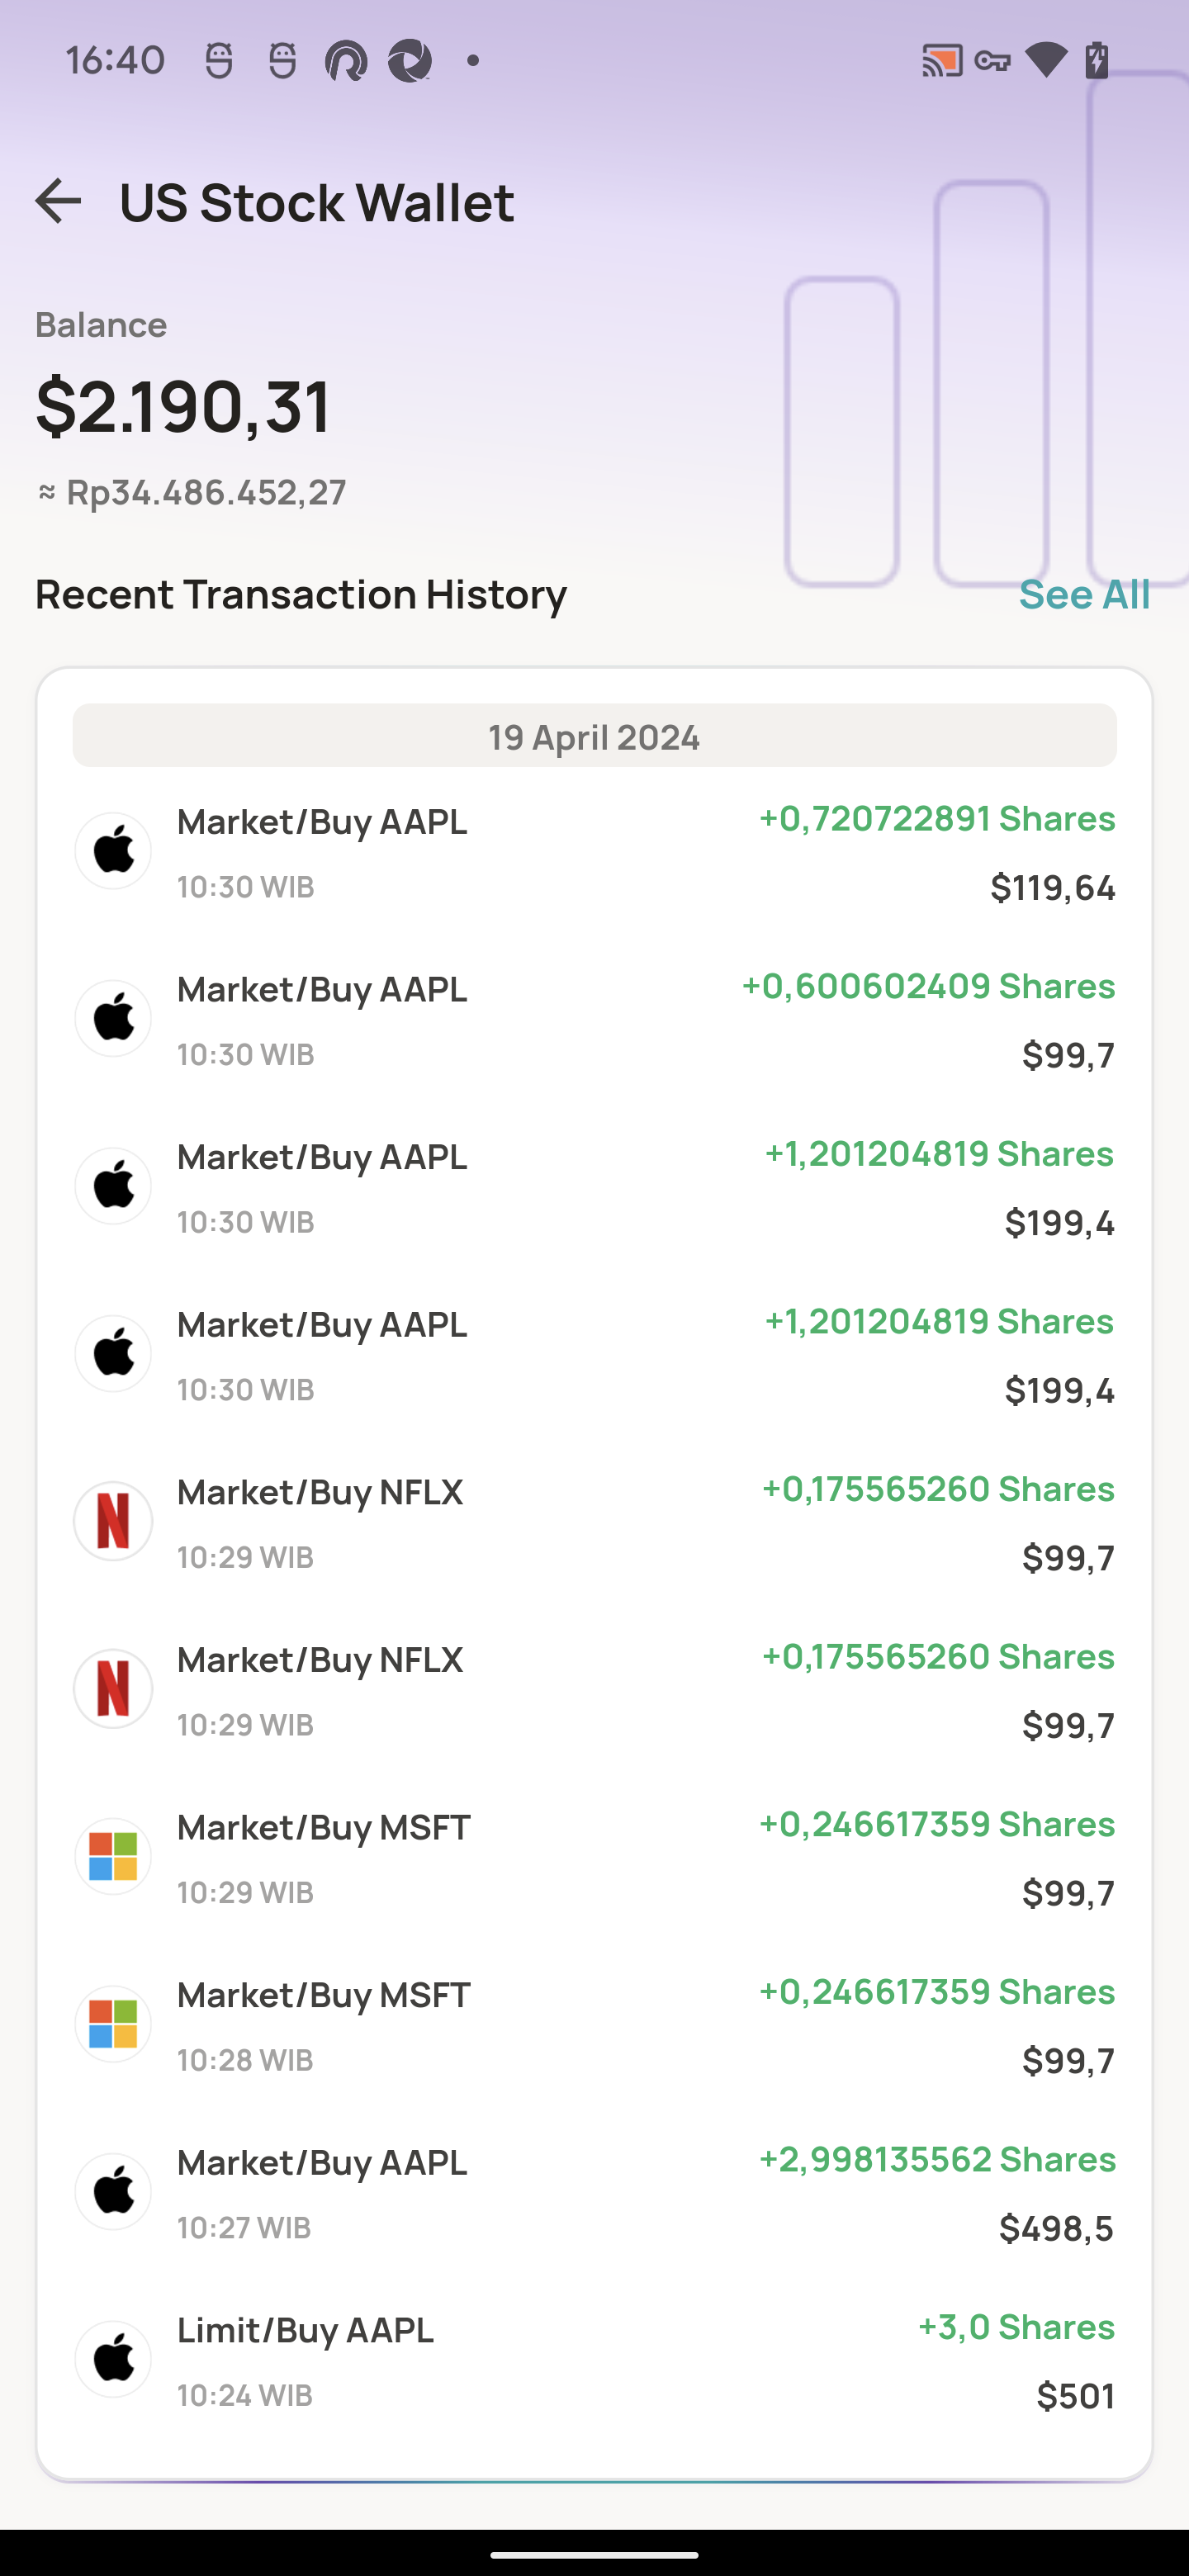 16:40
US Stock Wallet
Balance
$2.190,31
≈ Rp34.486.452,27
Recent Transaction History See All
19 April 2024
Market/Buy AAPL +0,720722891 Shares
10:30 WIB $119,64
Market/Buy AAPL +0,600602409 Shares
10:30 WIB $99,7
Market/Buy AAPL +1,201204819 Shares
10:30 WIB $199,4
Market/Buy AAPL +1,201204819 Shares
10:30 WIB $199,4
Market/Buy NFLX +0,175565260 Shares
10:29 WIB $99,7
Market/Buy NFLX +0,175565260 Shares
10:29 WIB $99,7
Market/Buy MSFT +0,246617359 Shares
10:29 WIB $99,7
Market/Buy MSFT +0,246617359 Shares
10:28 WIB $99,7
Market/Buy AAPL +2,998135562 Shares
10:27 WIB $498,5
Limit/Buy AAPL +3,0 Shares
10:24 WIB $501